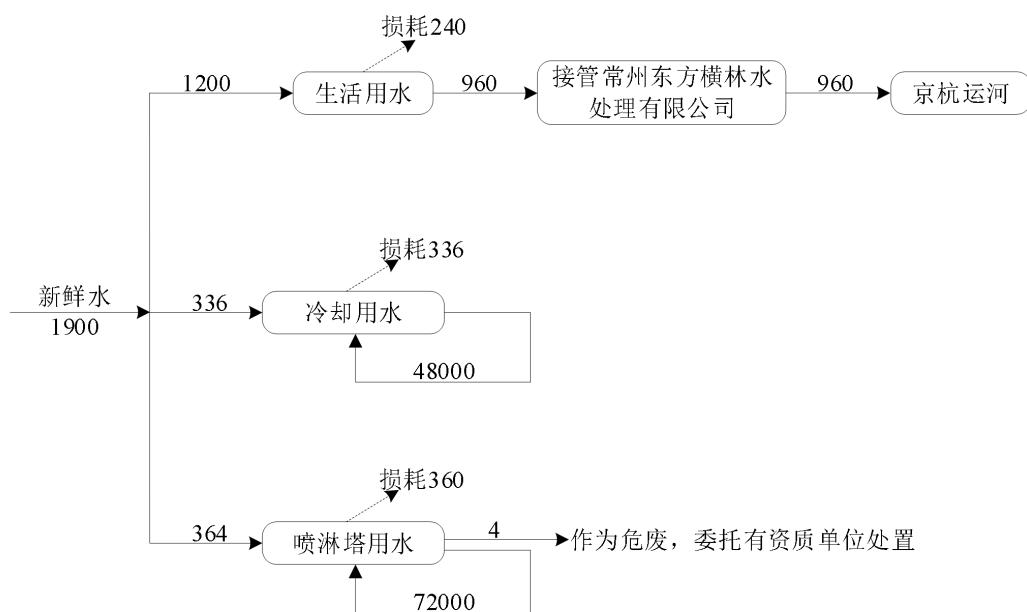 损耗240
1200
生活用水
960
接管常州东方横林水
处理有限公司
960
京杭运河
损耗336
新鲜水
1900
336
冷却用水
48000
损耗360
364
喷淋塔用水
4
作为危废，委托有资质单位处置
72000